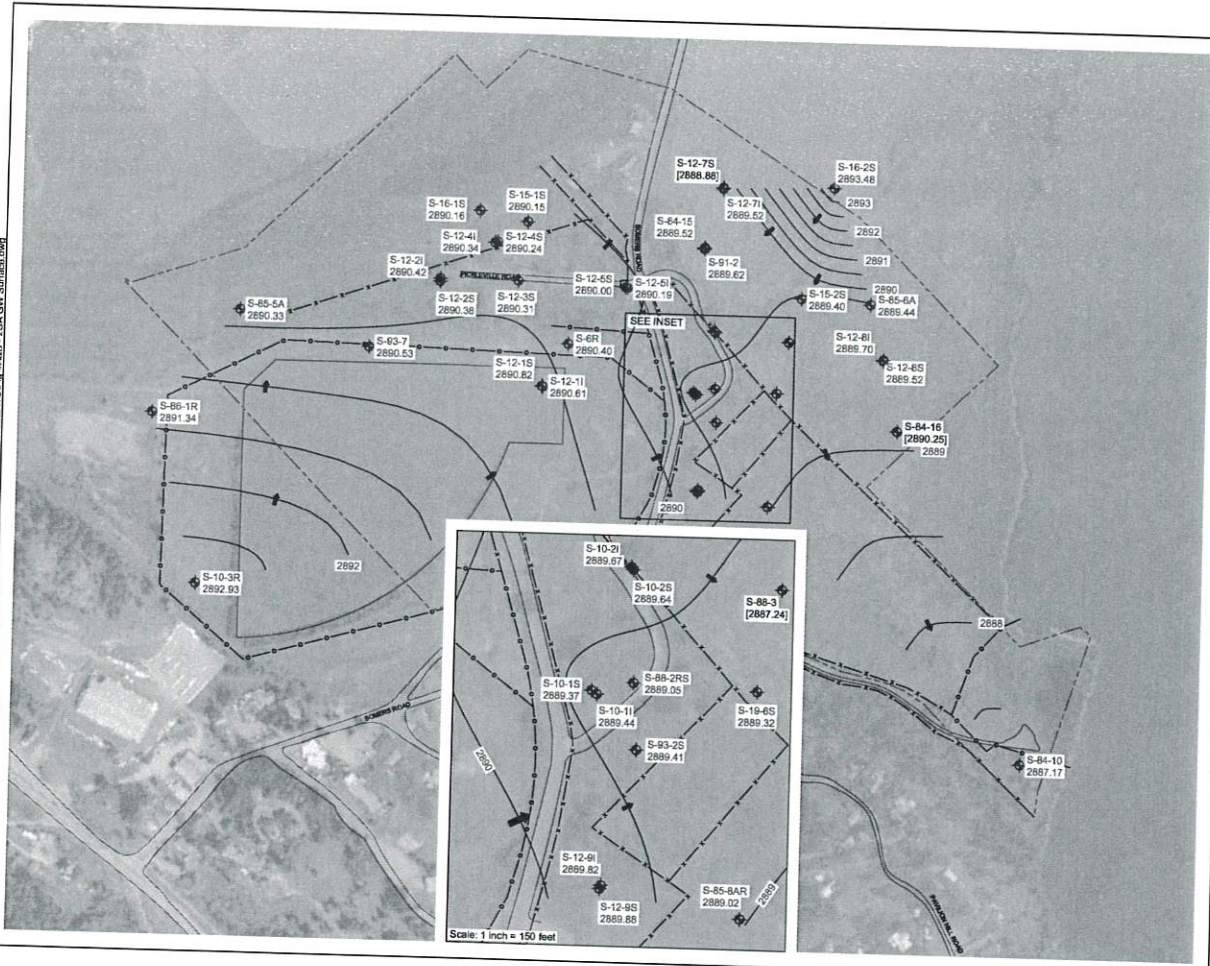 S-12-7S
[2888.88]
S-16-2S
2893.48
2893
S-12-7I
2889.52
2892
2891
2890
S-16-1S
2890.16
S-15-1S
2890.15
S-12-4I
2890.34
S-12-4S
2890.24
S-84-15
2889.52
S-91-2
2889.62
SOMERS ROAD
S-12-2I
2890.42
PICKLEVILLE ROAD
S-12-5S
2890.00
S-12-5I
2890.19
S-12-2S
2890.38
S-12-3S
2890.31
S-15-2S
2889.40
S-85-6A
2889.44
S-85-5A
2890.33
SEE INSET
S-93-7
2890.53
S-6R
2890.40
S-12-8I
2889.70
S-12-8S
2889.52
S-12-1S
2890.82
S-12-1I
2890.61
S-86-1R
2891.34
S-84-16
[2890.25]
2889
2890
2892
S-10-3R
2892.93
SOMERS ROAD
2888
S-84-10
2887.17
S-10-2I
2889.67
S-10-2S
2889.64
S-88-3
[2887.24]
S-10-1S
2889.37
S-88-2RS
2889.05
S-10-1I
2889.44
S-19-6S
2889.32
S-93-2S
2889.41
2890
S-12-9I
2889.82
S-12-9S
2889.88
S-85-8AR
2889.02
2889
Scale: 1 inch = 150 feet